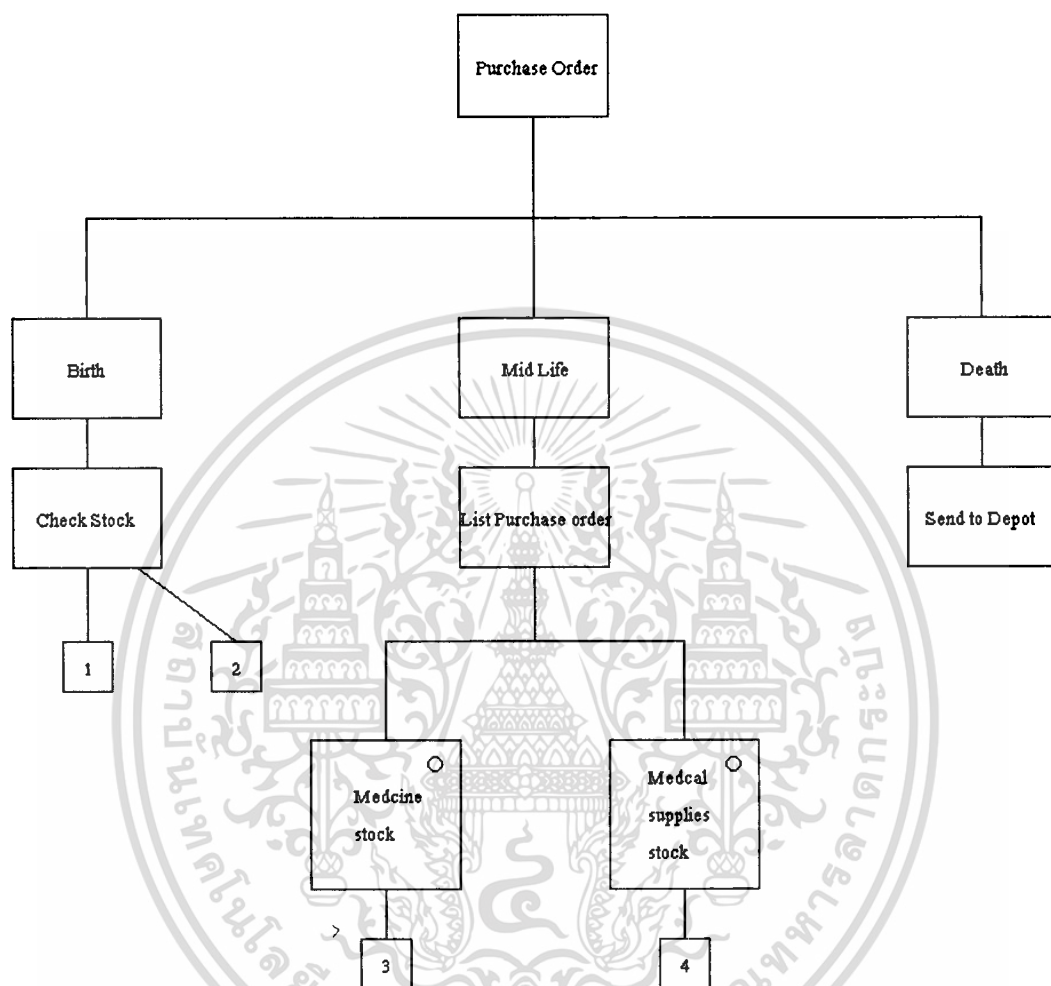 Purchase Order
Birth
Mid Life
Death
Check Stock
List Purchase order
Send to Depot
1
2
Medcine
stock
Medcal
supplies
stock
3
4